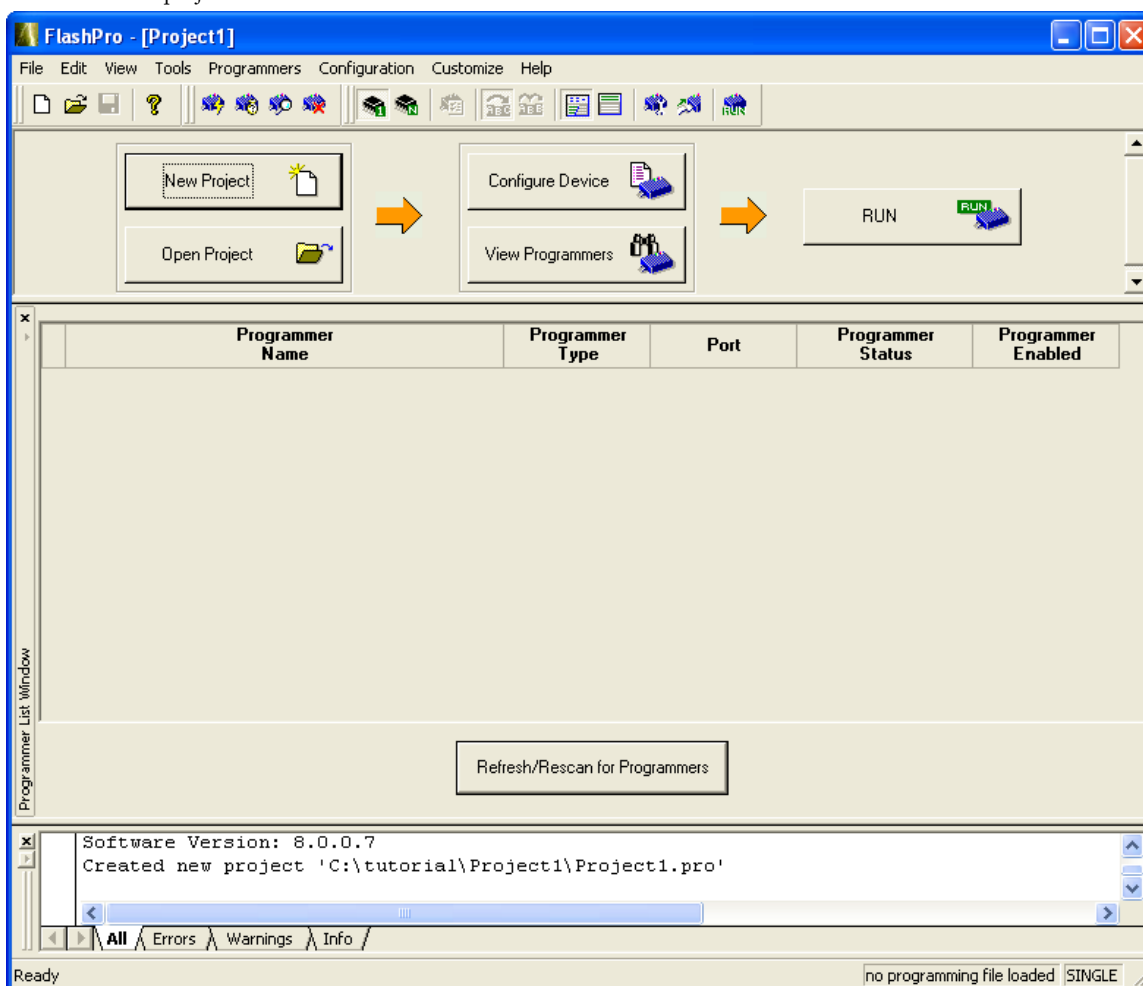 FlashPro - [Project1]
File Edit View Tools Programmers Configuration Customize Help
RUN
New Project
Configure Device
RUN
RUN
Open Project
View Programmers
Programmer Name
Programmer Type
Port
Programmer Status
Programmer Enabled
Programmer List Window
Refresh/Rescan for Programmers
Software Version: 8.0.0.7
Created new project 'C:\tutorial\Project1\Project1.pro'
All Errors Warnings Info
Ready
no programming file loaded SINGLE